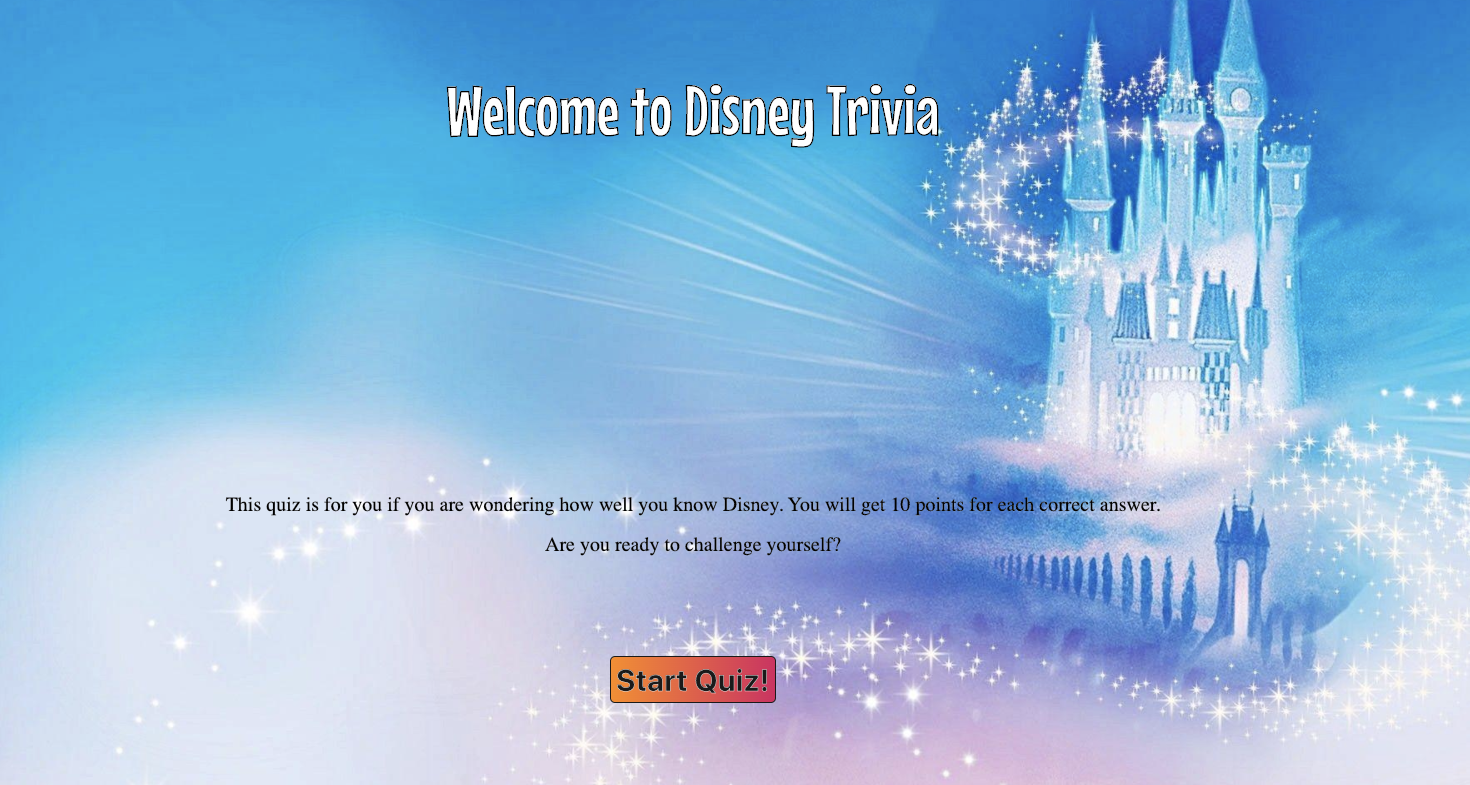 Welcome to Disney Trivia
This quiz is for you if you are wondering how well you know Disney. You will get 10 points for each correct answer.
Are you ready to challenge yourself?
Start Quiz!